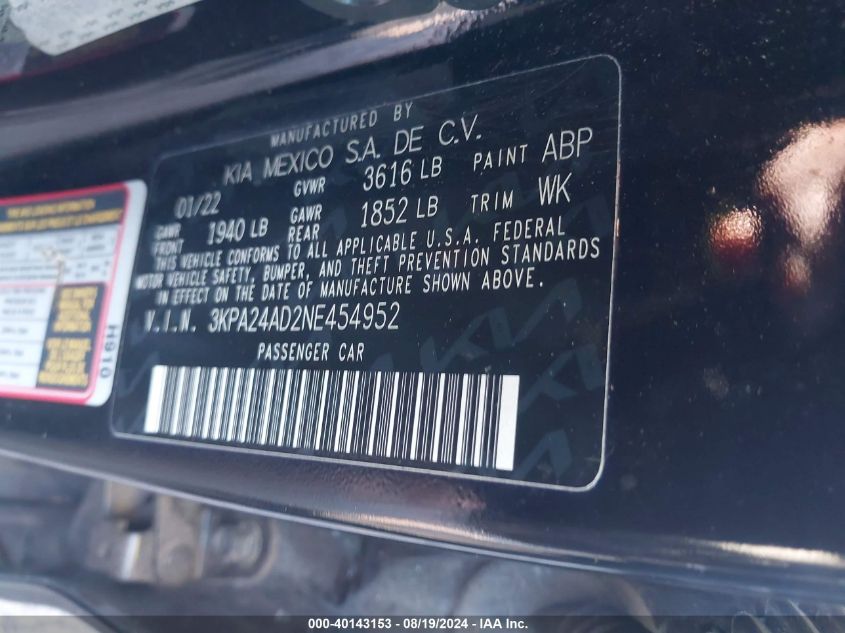 MANUFACTURED BY
KIA MEXICO S.A. DE C.V.
01/22 GVWR 3616 LB PAINT ABP
GAWR FRONT 1940 LB GAWR REAR 1852 LB TRIM WK
THIS VEHICLE CONFORMS TO ALL APPLICABLE U.S.A. FEDERAL
MOTOR VEHICLE SAFETY, BUMPER, AND THEFT PREVENTION STANDARDS
IN EFFECT ON THE DATE OF MANUFACTURE SHOWN ABOVE.
V.I.N. 3KPA24AD2NE454952
PASSENGER CAR
H910
000-40143153 - 08/19/2024 - IAA Inc.